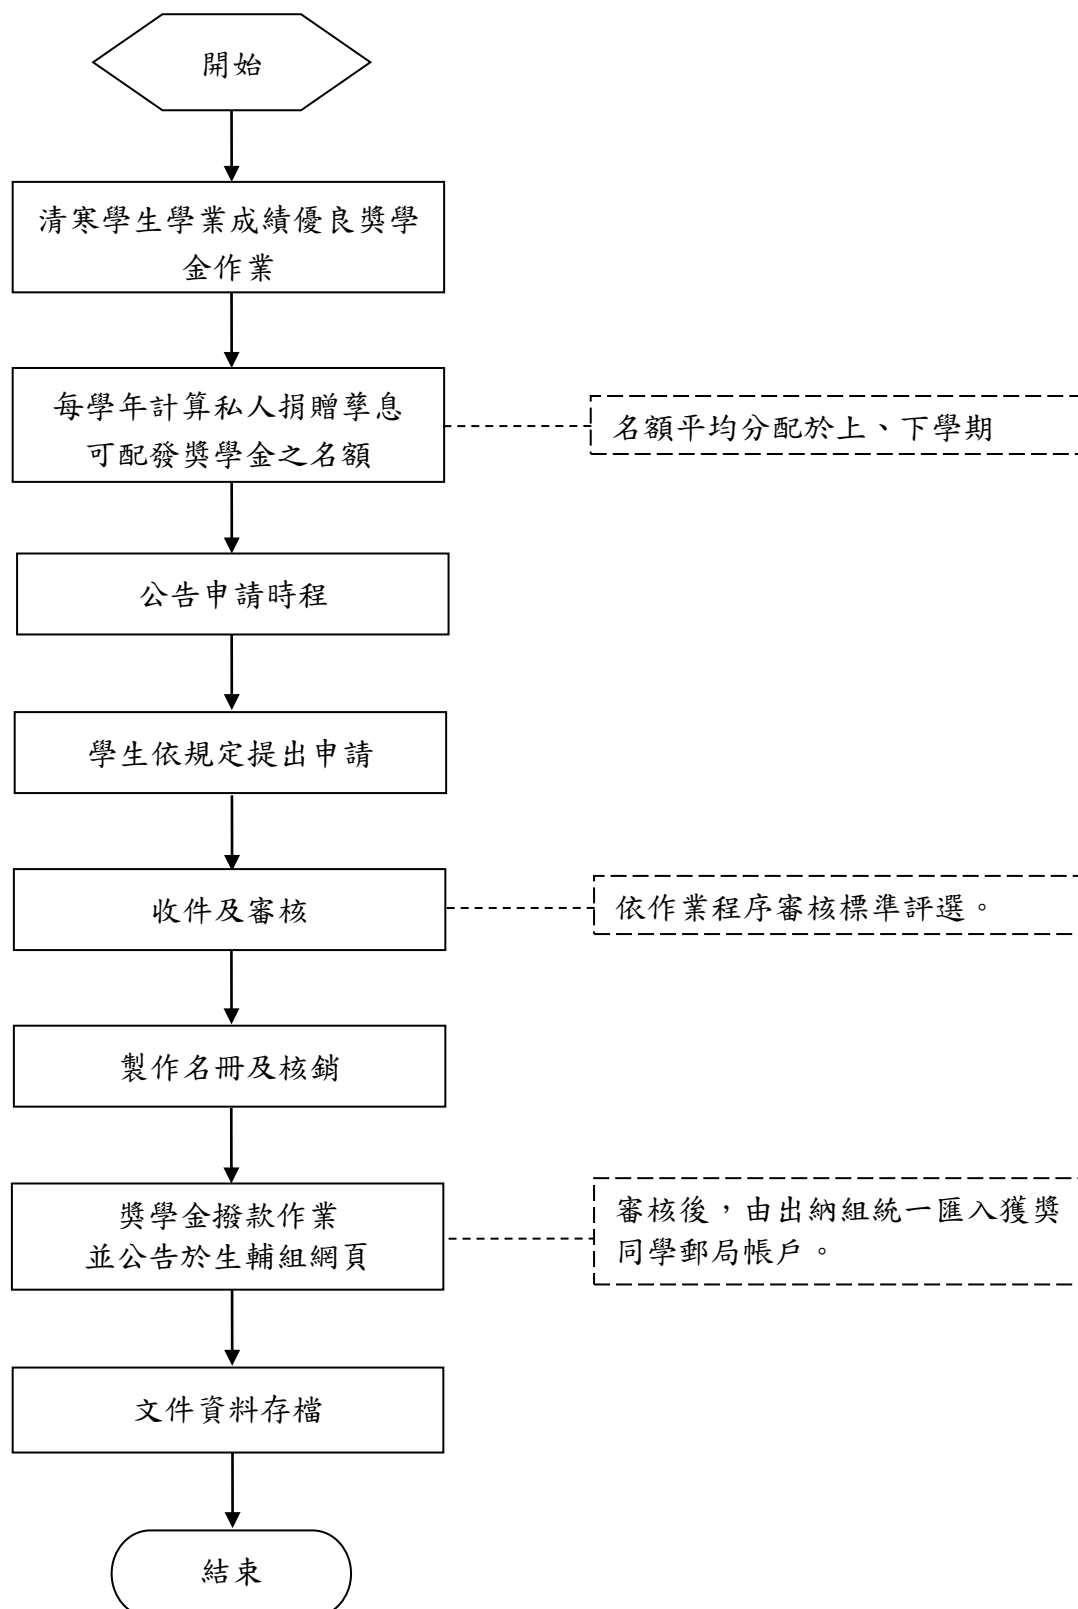 開始
清寒學生學業成績優良獎學
金作業
每學年計算私人捐贈孳息
可配發獎學金之名額
名額平均分配於上、下學期
公告申請時程
學生依規定提出申請
收件及審核
依作業程序審核標準評選。
製作名冊及核銷
獎學金撥款作業
並公告於生輔組網頁
審核後，由出納組統一匯入獲獎
同學郵局帳戶。
文件資料存檔
結束